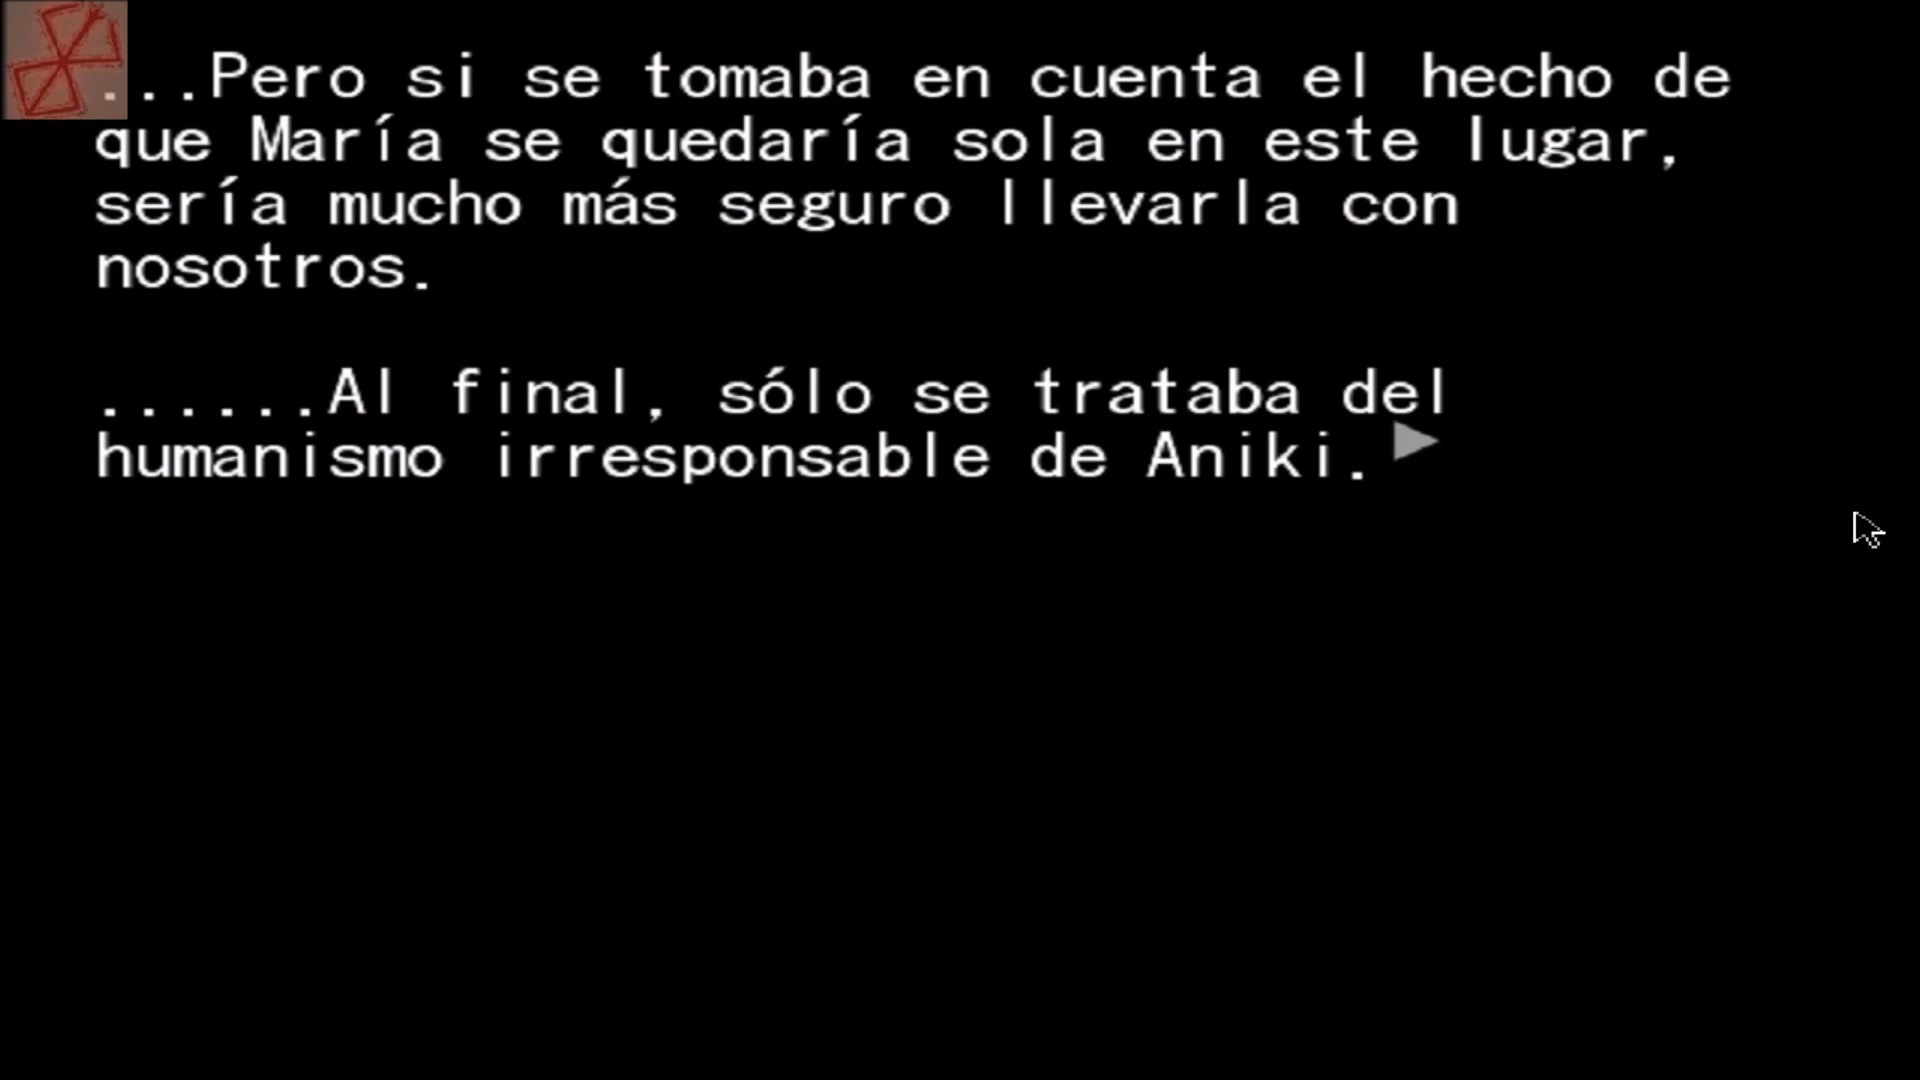 ...Pero si se tomaba en cuenta el hecho de
que María se quedaría sola en este lugar,
sería mucho más seguro llevarla con
nosotros.
......Al final, sólo se trataba del
humanismo irresponsable de Aniki.